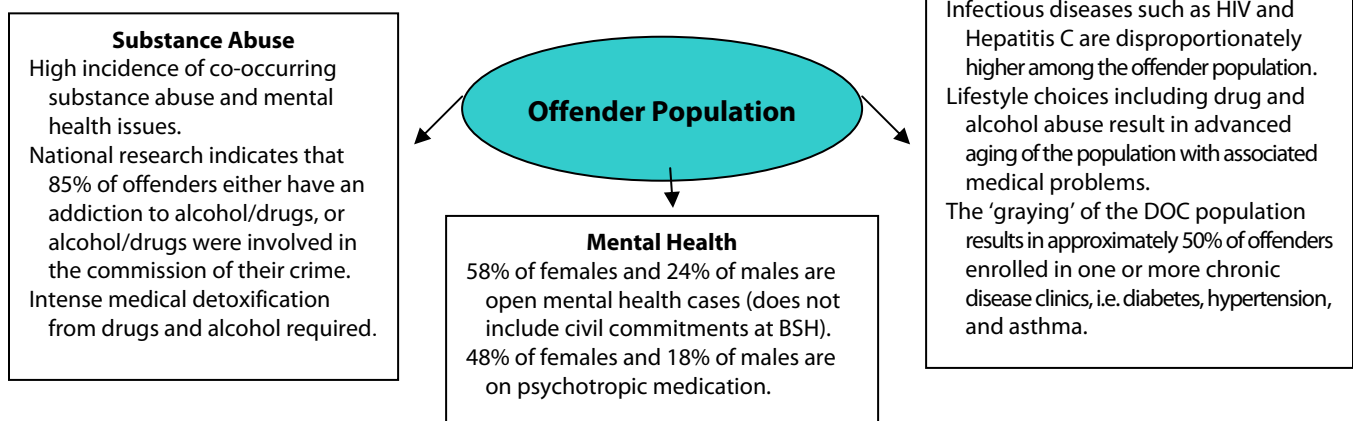 Substance Abuse
High incidence of co-occurring
substance abuse and mental
health issues.
National research indicates that
85% of offenders either have an
addiction to alcohol/drugs, or
alcohol/drugs were involved in
the commission of their crime.
Intense medical detoxification
from drugs and alcohol required.
Offender Population
Mental Health
58% of females and 24% of males are
open mental health cases (does not
include civil commitments at BSH).
48% of females and 18% of males are
on psychotropic medication.
Infectious diseases such as HIV and
Hepatitis C are disproportionately
higher among the offender population.
Lifestyle choices including drug and
alcohol abuse result in advanced
aging of the population with associated
medical problems.
The ‘graying’ of the DOC population
results in approximately 50% of offenders
enrolled in one or more chronic
disease clinics, i.e. diabetes, hypertension,
and asthma.